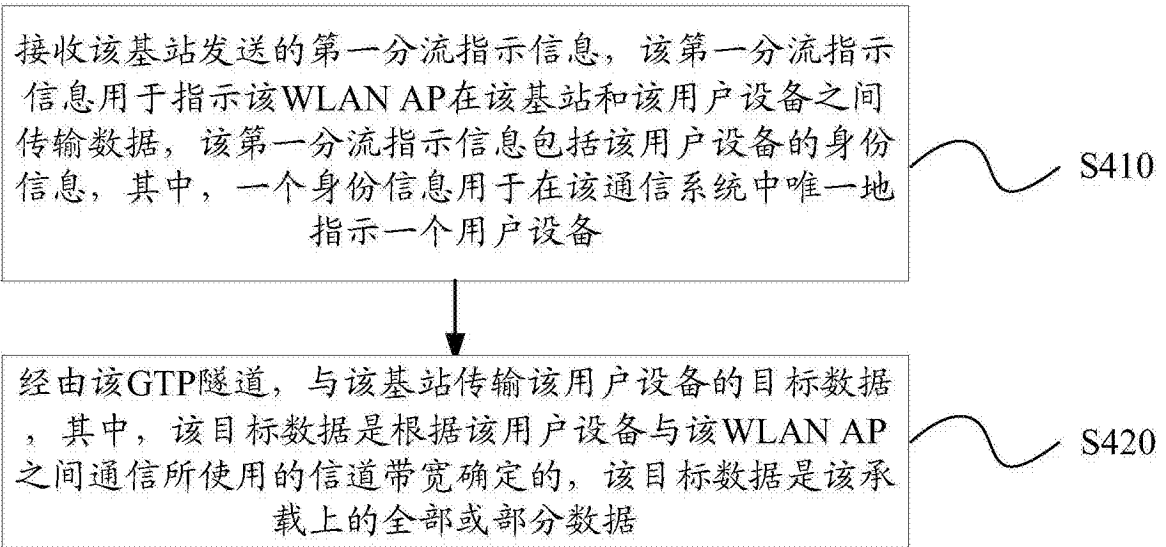 接收该基站发送的第一分流指示信息，该第一分流指示
信息用于指示该WLAN AP在该基站和该用户设备之间
传输数据，该第一分流指示信息包括该用户设备的身份
信息，其中，一个身份信息用于在该通信系统中唯一地
指示一个用户设备
S410
经由该GTP隧道，与该基站传输该用户设备的目标数据
，其中，该目标数据是根据该用户设备与该WLAN AP
之间通信所使用的信道带宽确定的，该目标数据是该承
载上的全部或部分数据
S420